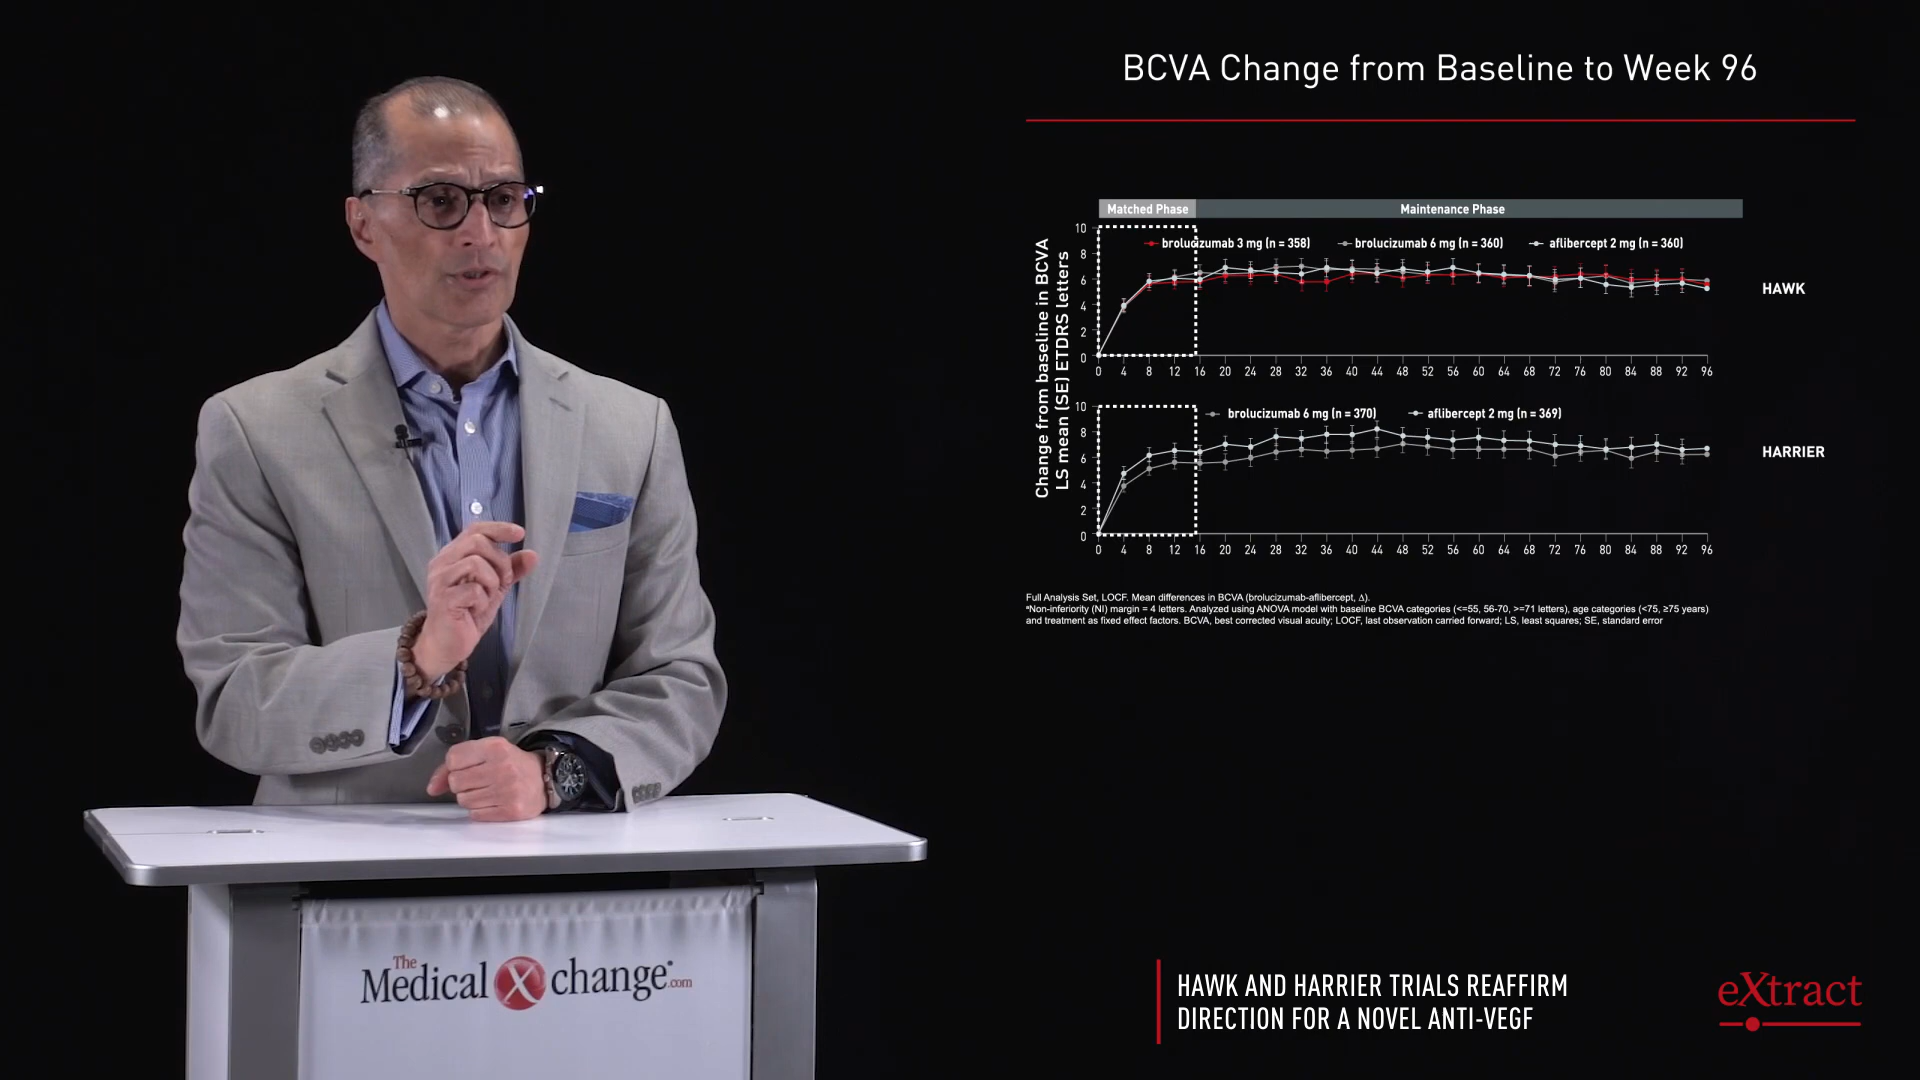 BCVA Change from Baseline to Week 96
Matched Phase
Maintenance Phase
Change from baseline in BCVA
LS mean (SE) ETDRS letters
10
8
6
4
2
0
brolucizumab 3 mg (n = 358)
brolucizumab 6 mg (n = 360)
aflibercept 2 mg (n = 360)
HAWK
0 4 8 12 16 20 24 28 32 36 40 44 48 52 56 60 64 68 72 76 80 84 88 92 96
10
8
6
4
2
0
brolucizumab 6 mg (n = 370)
aflibercept 2 mg (n = 369)
HARRIER
0 4 8 12 16 20 24 28 32 36 40 44 48 52 56 60 64 68 72 76 80 84 88 92 96
Full Analysis Set, LOCF. Mean differences in BCVA (brolucizumab-aflibercept, Δ).
ᵃNon-inferiority (NI) margin = 4 letters. Analyzed using ANOVA model with baseline BCVA categories (<=55, 56-70, >=71 letters), age categories (<75, ≥75 years)
and treatment as fixed effect factors. BCVA, best corrected visual acuity; LOCF, last observation carried forward; LS, least squares; SE, standard error
The
Medical Xchange.com
HAWK AND HARRIER TRIALS REAFFIRM
DIRECTION FOR A NOVEL ANTI-VEGF
eXtract